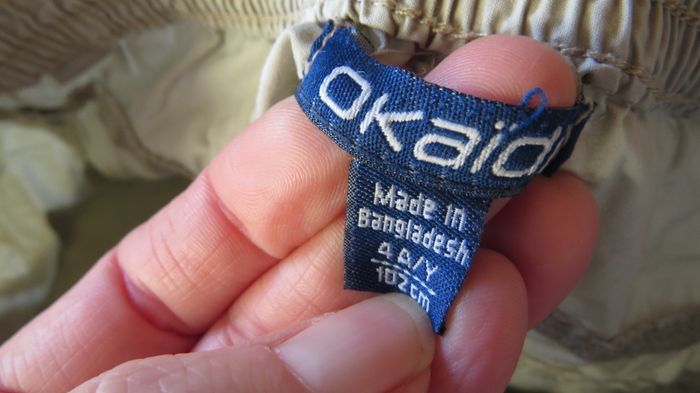 okaïdi
Made in
Bangladesh
4 A/Y
102cm